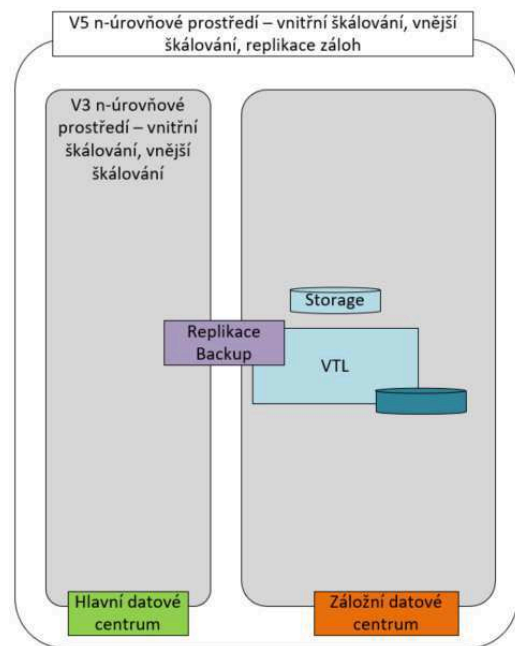 V5 n-úrovňové prostředí – vnitřní škálování, vnější
škálování, replikace záloh
V3 n-úrovňové
prostředí – vnitřní
škálování, vnější
škálování
Storage
Replikace
Backup
VTL
Hlavní datové
centrum
Záložní datové
centrum